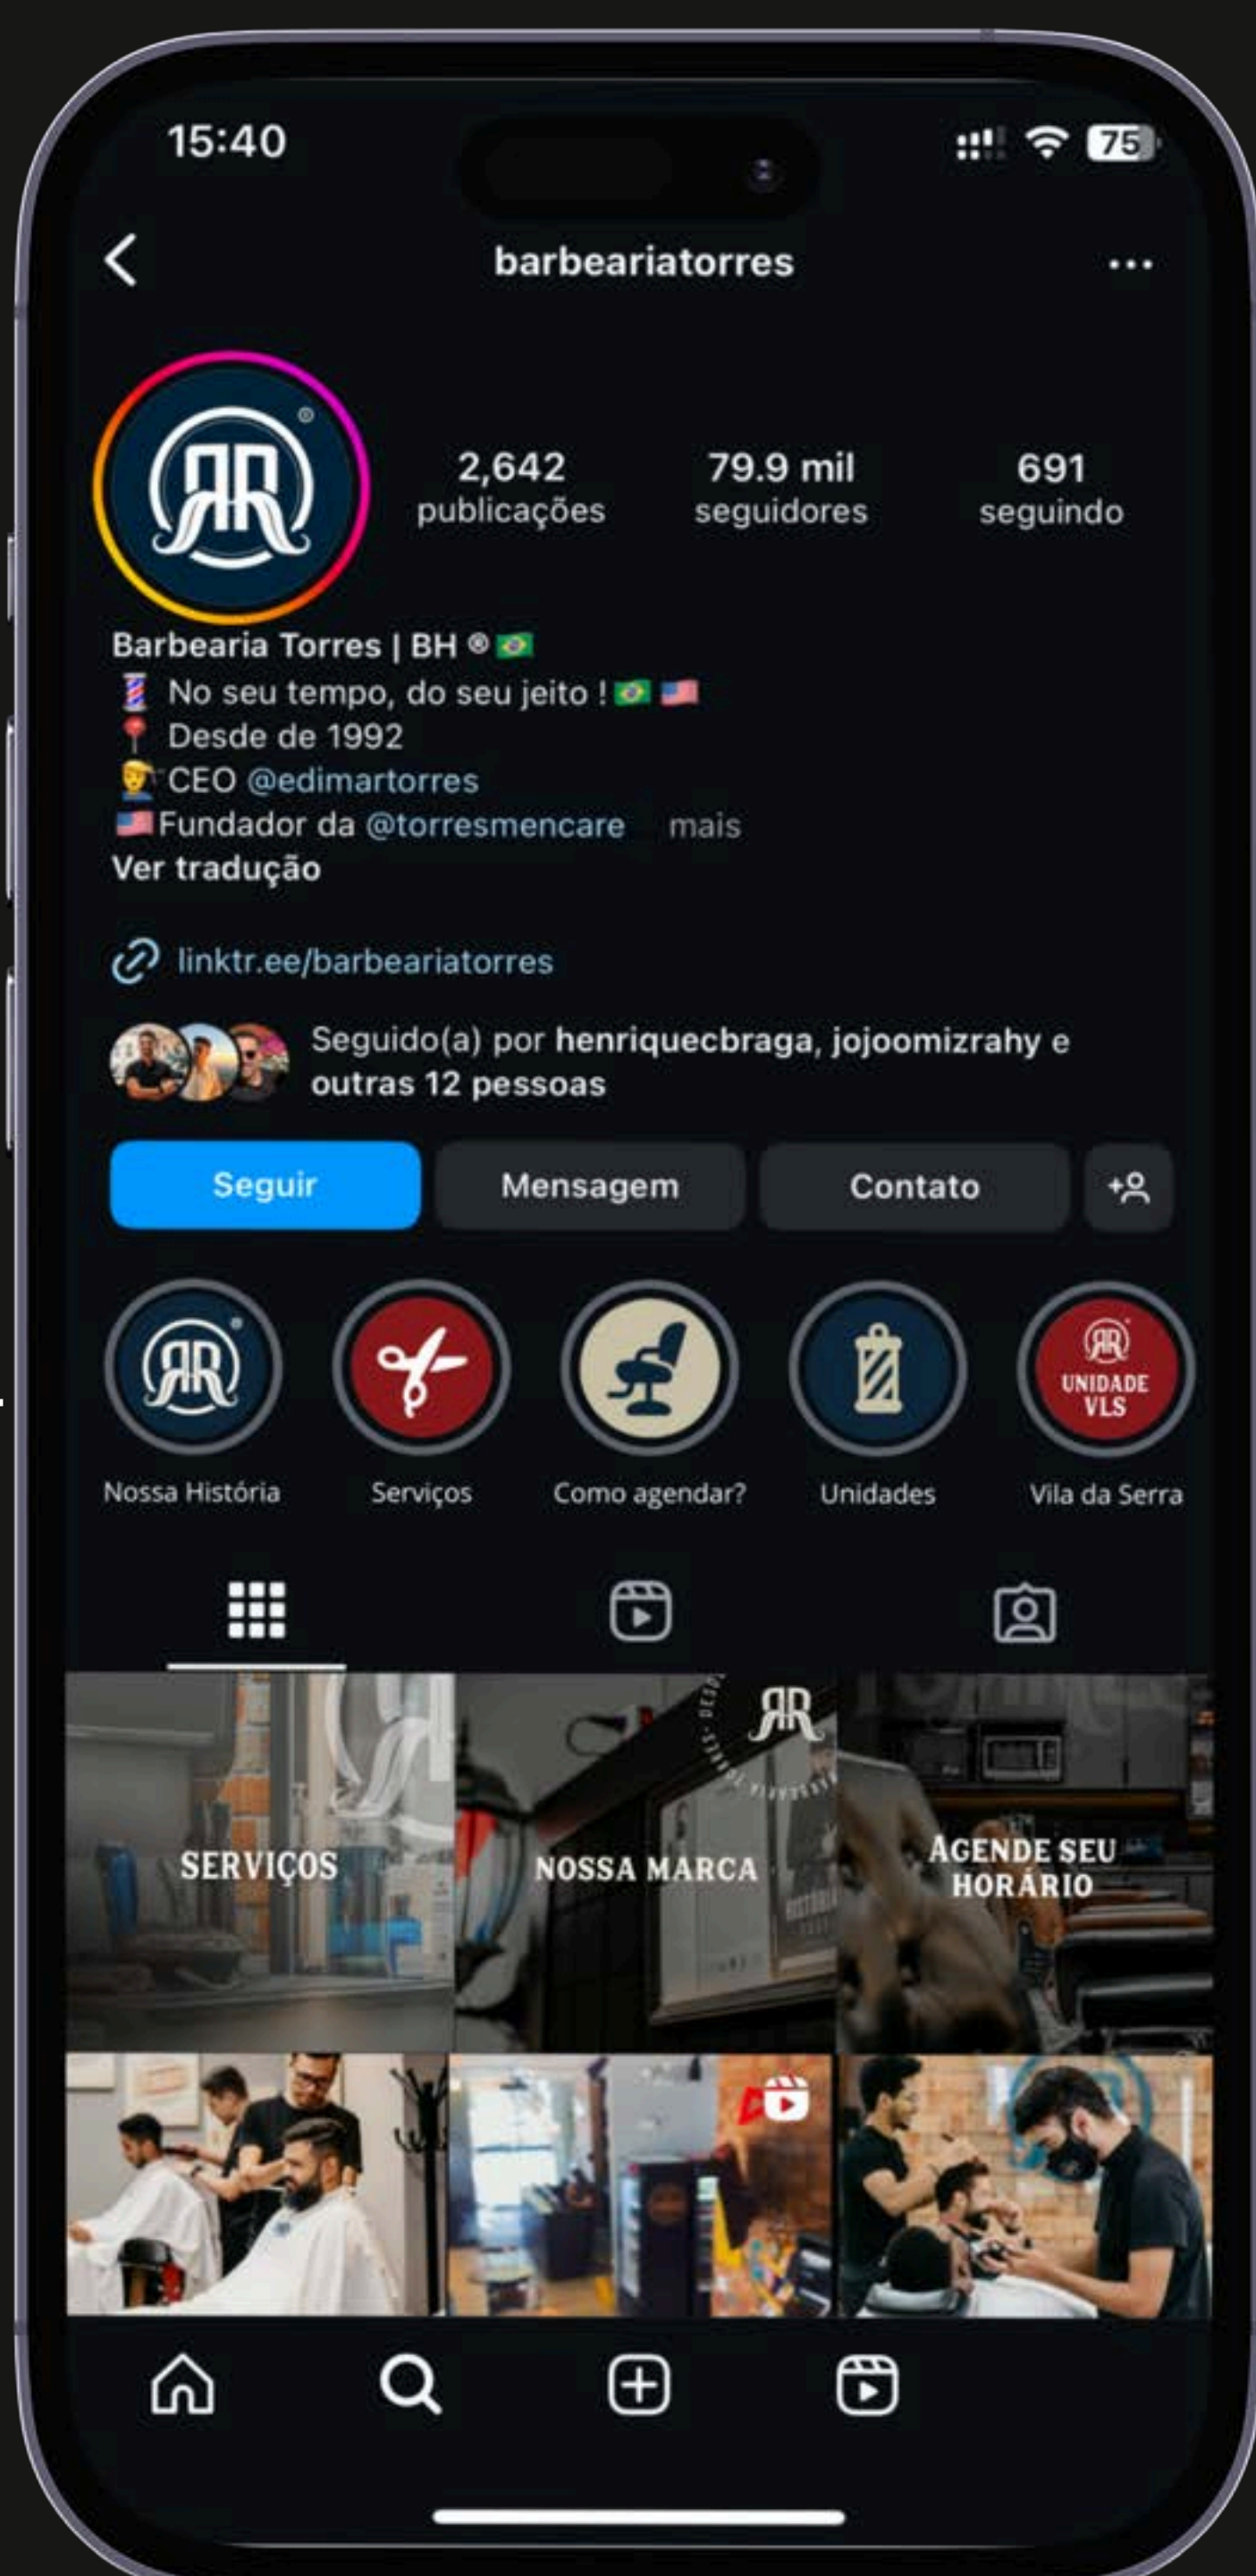 15:40
75
barbeariatorres
2,642
publicações
79.9 mil
seguidores
691
seguindo
Barbearia Torres | BH ®
No seu tempo, do seu jeito !
Desde de 1992
CEO @edimartorres
Fundador da @torresmencare mais
Ver tradução
linktr.ee/barbeariatorres
Seguido(a) por henriquecbraga, jojoomizrahy e
outras 12 pessoas
Seguir
Mensagem
Contato
UNIDADE
VLS
Nossa História
Serviços
Como agendar?
Unidades
Vila da Serra
SERVIÇOS
NOSSA MARCA
AGENDE SEU
HORÁRIO